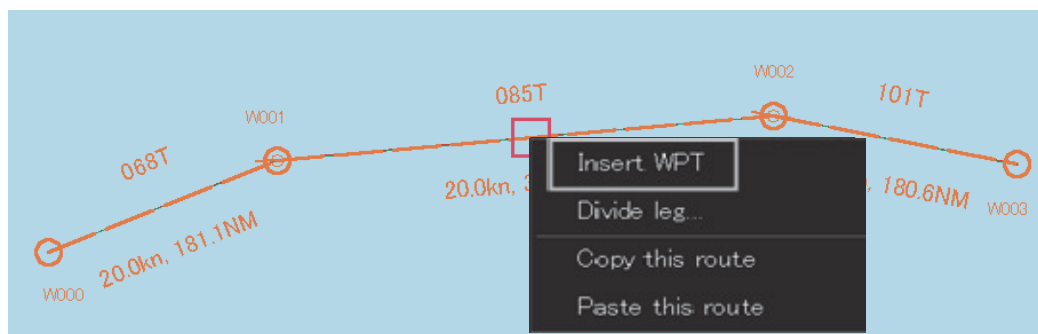 W002
085T
101T
W001
068T
Insert WPT
20.0kn,
180.6NM
W003
Divide leg...
20.0kn, 181.1NM
Copy this route
W000
Paste this route